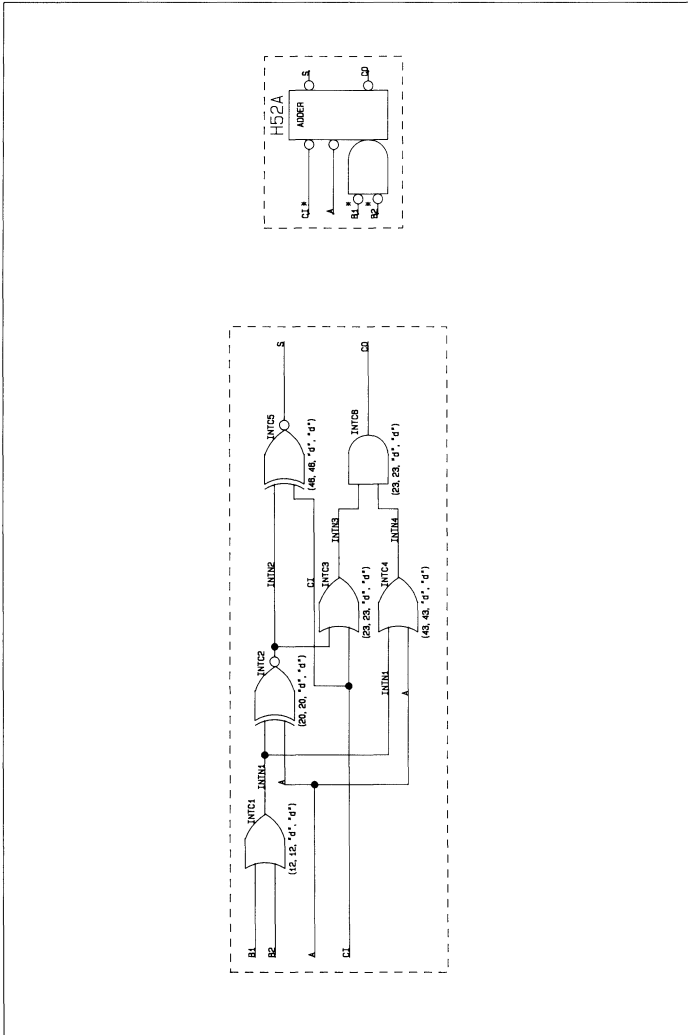 H52A
ADDER
S
CO
CI *
A
* B1
* B2
S
CO
INTC5
(46, 46, "d", "d")
INTC6
(23, 23, "d", "d")
INTN2
CI
INTN3
INTN4
INTC3
(23, 23, "d", "d")
INTC4
(43, 43, "d", "d")
INTC2
(20, 20, "d", "d")
INTN1
A
INTN1
A
INTC1
(12, 12, "d", "d")
B1
B2
A
CI